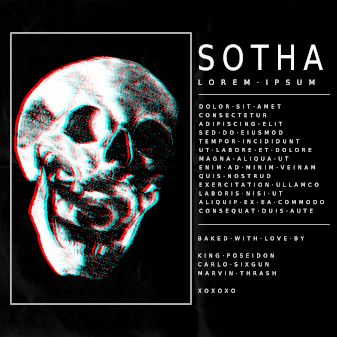 SOTHA
LOREM·IPSUM
DOLOR·SIT·AMET
CONSECTETUR
ADIPISCING·ELIT
SED·DO·EIUSMOD
TEMPOR·INCIDIDUNT
UT·LABORE·ET·DOLORE
MAGNA·ALIQUA·UT
ENIM·AD·MINIM·VEINAM
QUIS·NOSTRUD
EXERCITATION·ULLAMCO
LABORIS·NISI·UT
ALIQUIP·EX·EA·COMMODO
CONSEQUAT·DUIS·AUTE
BAKED·WITH·LOVE·BY
KING·POSEIDON
CARLO·SIXGUN
MARVIN·THRASH
XOXOXO